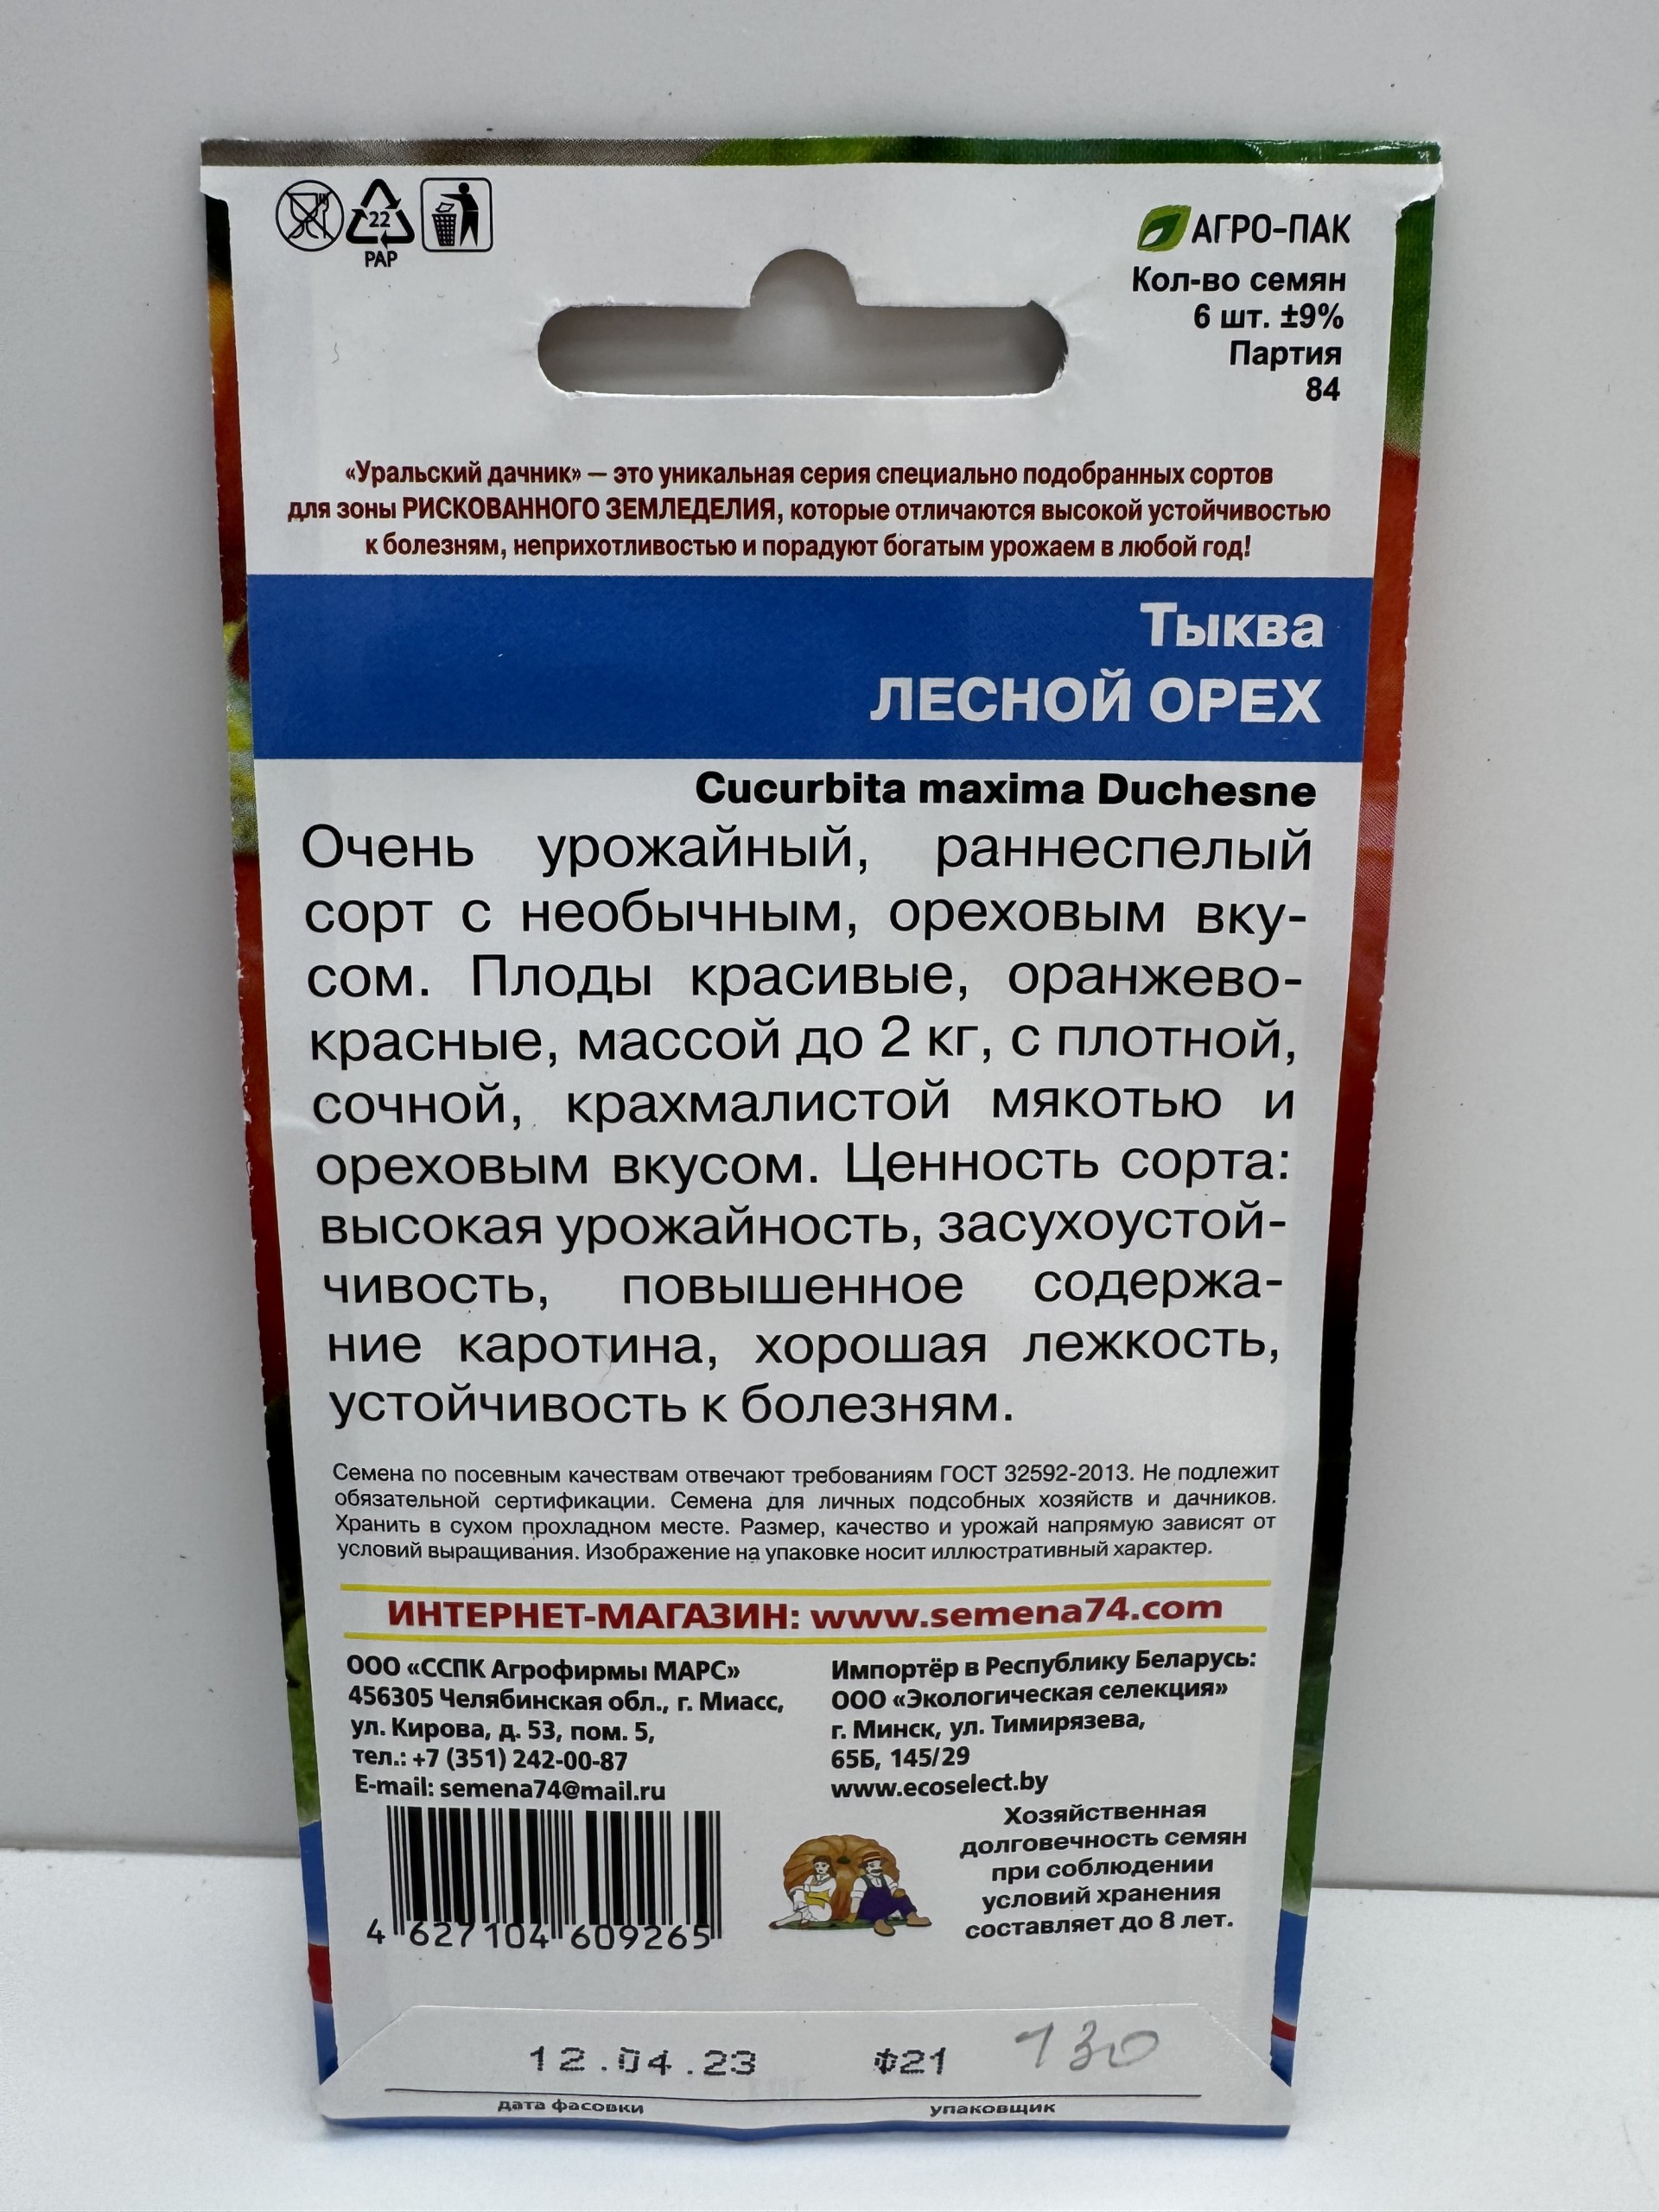 22
PAP
АГРО-ПАК
Кол-во семян
6 шт. ±9%
Партия
84
«Уральский дачник» — это уникальная серия специально подобранных сортов
для зоны РИСКОВАННОГО ЗЕМЛЕДЕЛИЯ, которые отличаются высокой устойчивостью
к болезням, неприхотливостью и порадуют богатым урожаем в любой год!
Тыква
ЛЕСНОЙ ОРЕХ
Cucurbita maxima Duchesne
Очень урожайный, раннеспелый
сорт с необычным, ореховым вку-
сом. Плоды красивые, оранжево-
красные, массой до 2 кг, с плотной,
сочной, крахмалистой мякотью и
ореховым вкусом. Ценность сорта:
высокая урожайность, засухоустой-
чивость, повышенное содержа-
ние каротина, хорошая лежкость,
устойчивость к болезням.
Семена по посевным качествам отвечают требованиям ГОСТ 32592-2013. Не подлежит
обязательной сертификации. Семена для личных подсобных хозяйств и дачников.
Хранить в сухом прохладном месте. Размер, качество и урожай напрямую зависят от
условий выращивания. Изображение на упаковке носит иллюстративный характер.
ИНТЕРНЕТ-МАГАЗИН: www.semena74.com
ООО «ССПК Агрофирмы МАРС»
456305 Челябинская обл., г. Миасс,
ул. Кирова, д. 53, пом. 5,
тел.: +7 (351) 242-00-87
E-mail: semena74@mail.ru
Импортёр в Республику Беларусь:
ООО «Экологическая селекция»
г. Минск, ул. Тимирязева,
65Б, 145/29
www.ecoselect.by
Хозяйственная
долговечность семян
при соблюдении
условий хранения
составляет до 8 лет.
4 627104 609265
12.04.23 Ф21 130
дата фасовки упаковщик